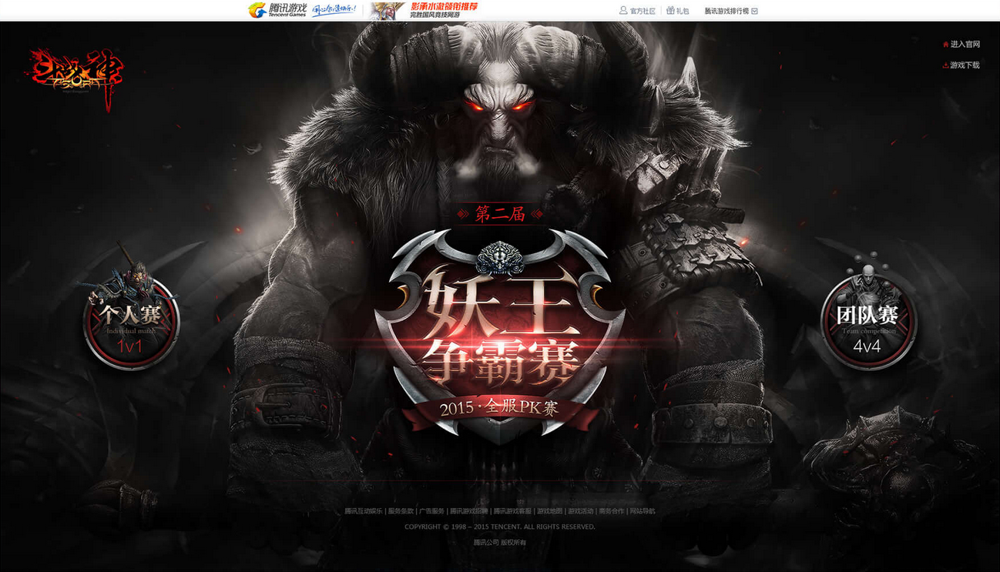 腾讯游戏
Tencent Games
用心创造快乐！
影承水浒领衔推荐
完胜国风竞技网游
官方社区
礼包
腾讯游戏排行榜
斗战神
进入官网
游戏下载
第二届
妖王
争霸赛
2015·全服PK赛
个人赛
Individual match
1v1
团队赛
Team competition
4v4
腾讯互动娱乐 | 服务条款 | 广告服务 | 腾讯游戏招聘 | 腾讯游戏客服 | 游戏地图 | 游戏活动 | 商务合作 | 网站导航
COPYRIGHT © 1998 – 2015 TENCENT. ALL RIGHTS RESERVED.
腾讯公司 版权所有